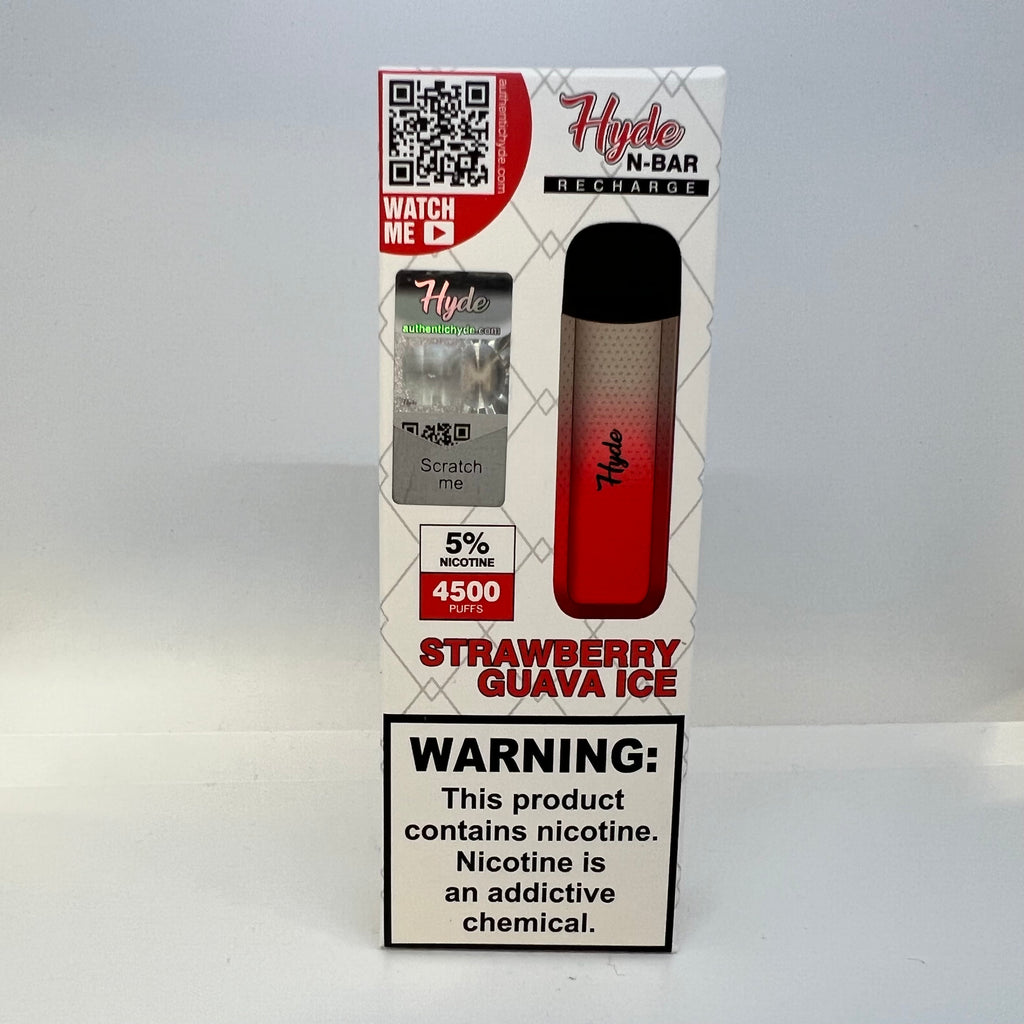 authentichyde.com
WATCH
ME
Hyde
N-BAR
RECHARGE
Hyde
authentichyde.com
Scratch
me
Hyde
5%
NICOTINE
4500
PUFFS
STRAWBERRY
GUAVA ICE
WARNING:
This product
contains nicotine.
Nicotine is
an addictive
chemical.